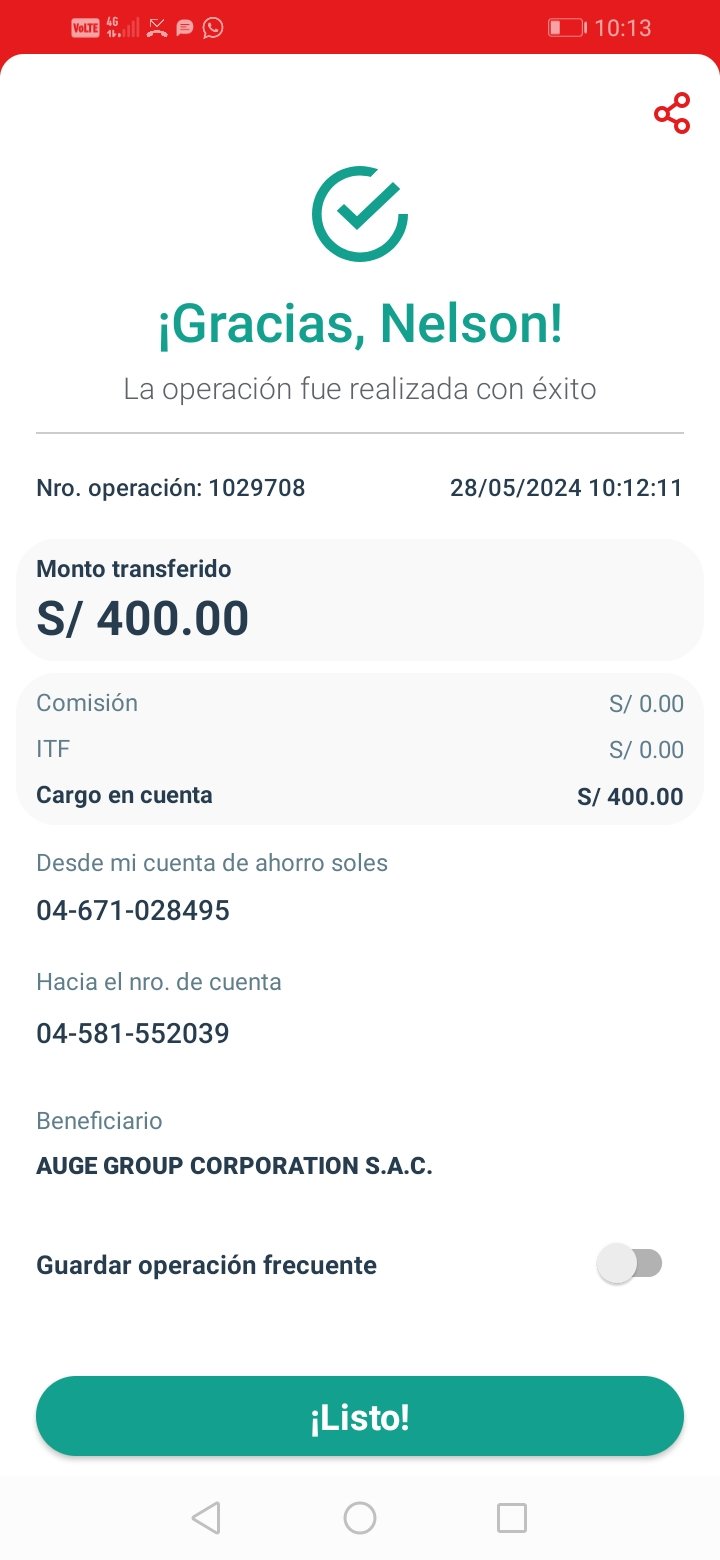 VoLTE 4G 10:13
¡Gracias, Nelson!
La operación fue realizada con éxito
Nro. operación: 1029708 28/05/2024 10:12:11
Monto transferido
S/ 400.00
Comisión S/ 0.00
ITF S/ 0.00
Cargo en cuenta S/ 400.00
Desde mi cuenta de ahorro soles
04-671-028495
Hacia el nro. de cuenta
04-581-552039
Beneficiario
AUGE GROUP CORPORATION S.A.C.
Guardar operación frecuente
¡Listo!